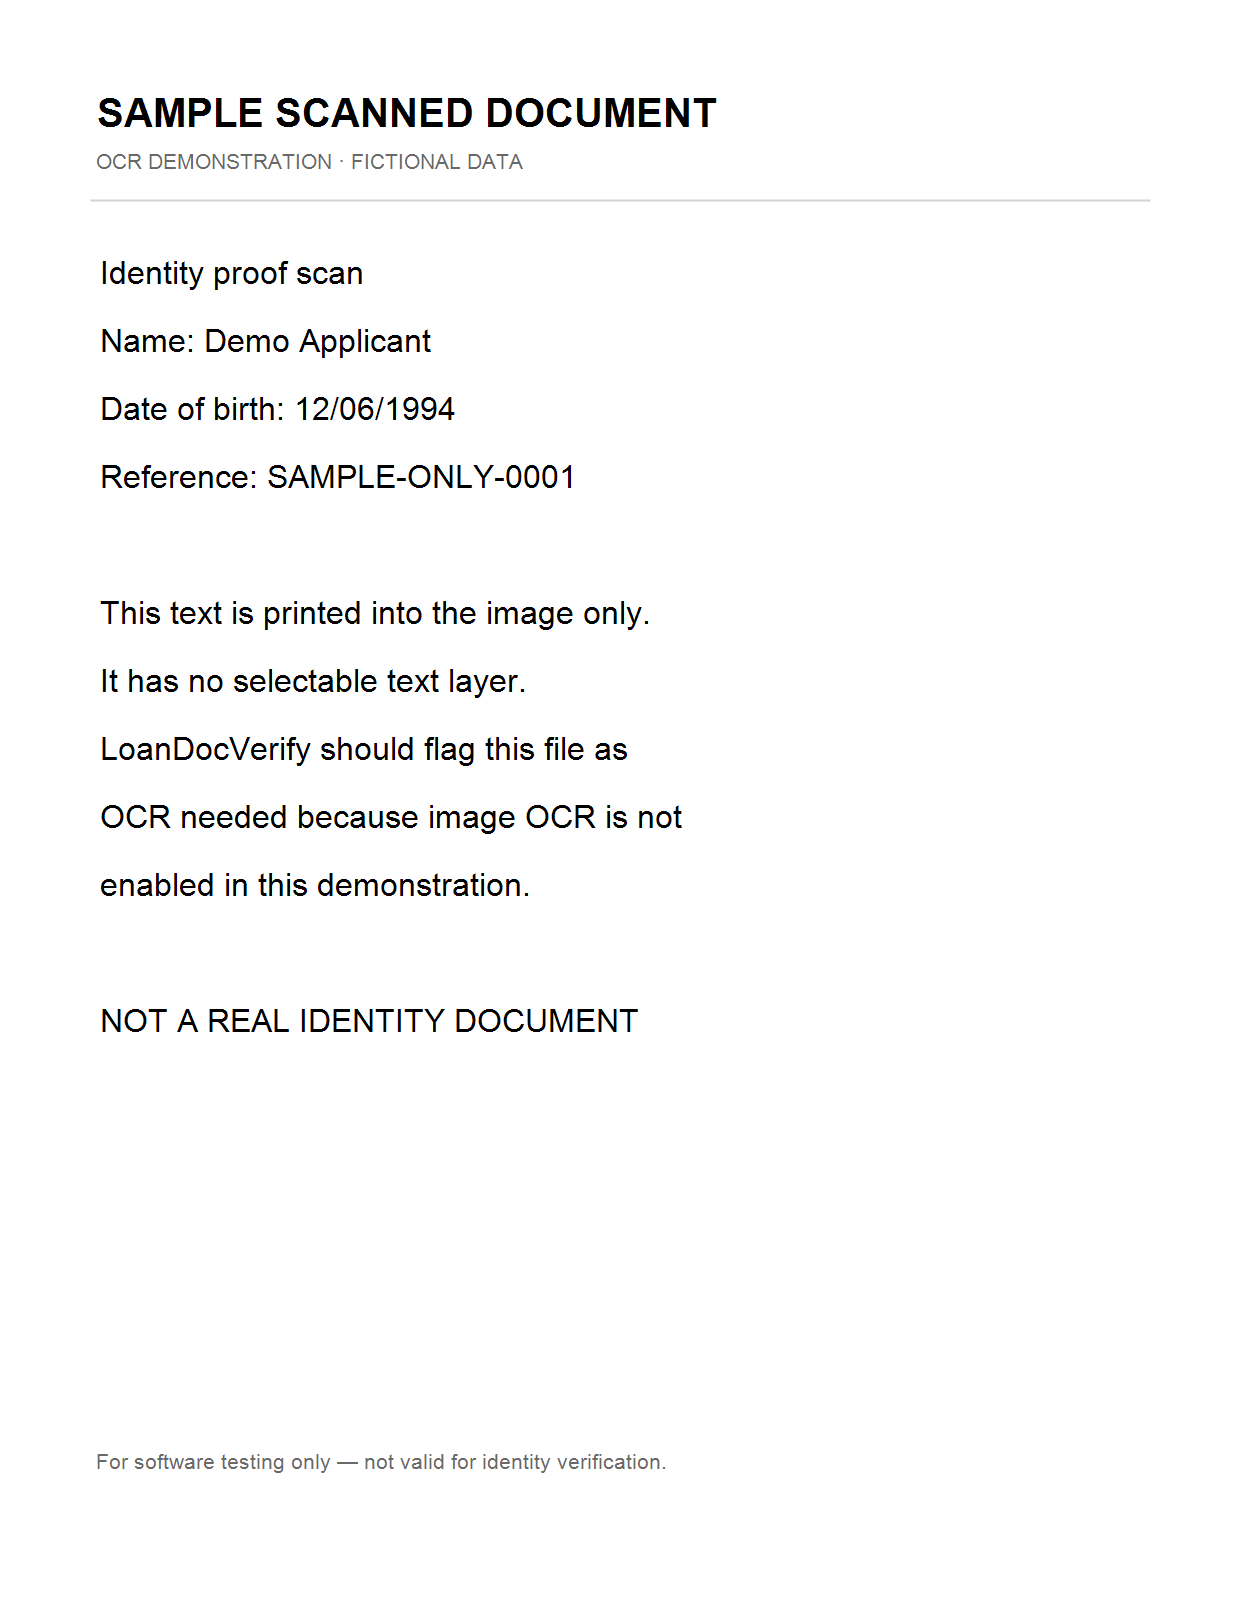 SAMPLE SCANNED DOCUMENT
OCR DEMONSTRATION · FICTIONAL DATA
Identity proof scan
Name: Demo Applicant
Date of birth: 12/06/1994
Reference: SAMPLE-ONLY-0001
This text is printed into the image only.
It has no selectable text layer.
LoanDocVerify should flag this file as
OCR needed because image OCR is not
enabled in this demonstration.
NOT A REAL IDENTITY DOCUMENT
For software testing only — not valid for identity verification.